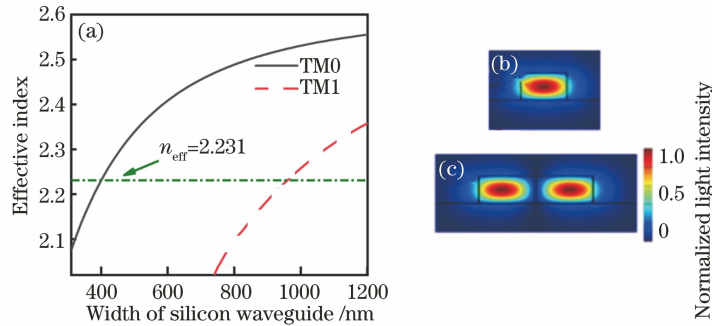 (a)
2.6
2.5
2.4
2.3
2.2
2.1
Effective index
TM0
TM1
neff=2.231
400
600
800
1000
1200
Width of silicon waveguide /nm
(b)
(c)
1.0
0.5
0
Normalized light intensity